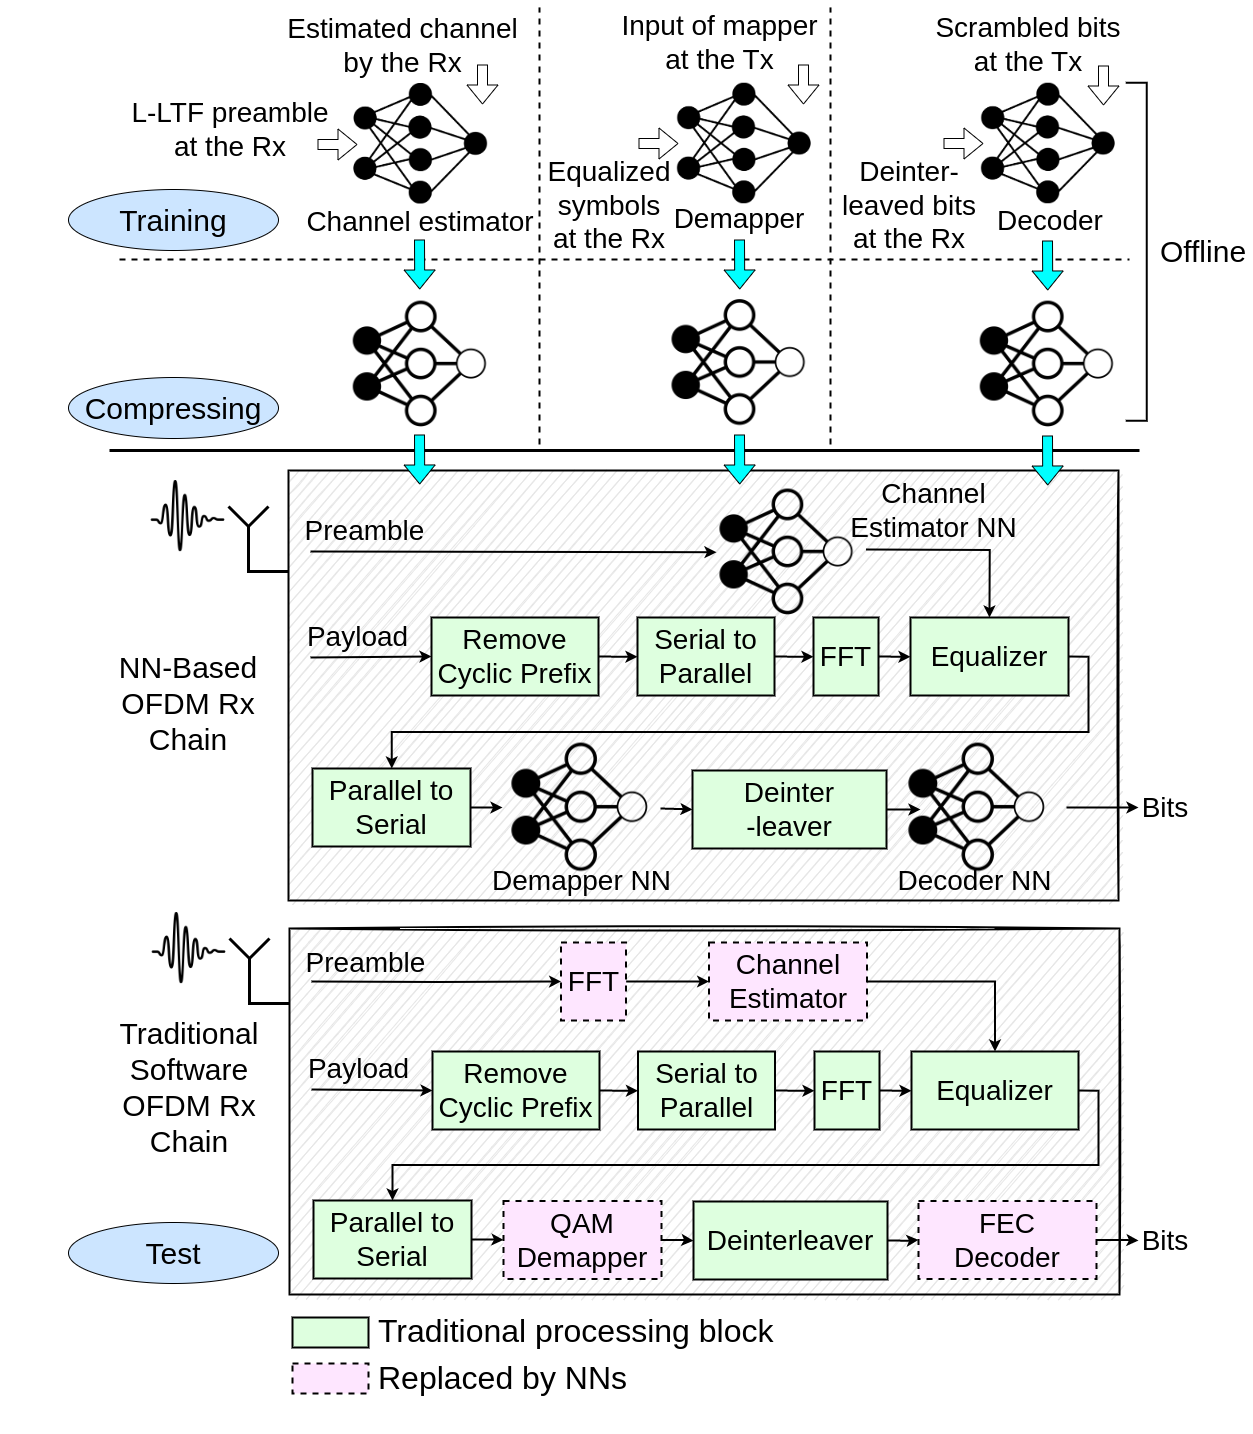 Estimated channel
by the Rx
Input of mapper
at the Tx
Scrambled bits
at the Tx
L-LTF preamble
at the Rx
Equalized
symbols
at the Rx
Deinter-
leaved bits
at the Rx
Training
Channel estimator
Demapper
Decoder
Offline
Compressing
Channel
Estimator NN
Preamble
Payload
Remove
Cyclic Prefix
Serial to
Parallel
FFT
Equalizer
NN-Based
OFDM Rx
Chain
Parallel to
Serial
Demapper NN
Deinter
-leaver
Decoder NN
Bits
Preamble
FFT
Channel
Estimator
Traditional
Software
OFDM Rx
Chain
Payload
Remove
Cyclic Prefix
Serial to
Parallel
FFT
Equalizer
Test
Parallel to
Serial
QAM
Demapper
Deinterleaver
FEC
Decoder
Bits
Traditional processing block
Replaced by NNs